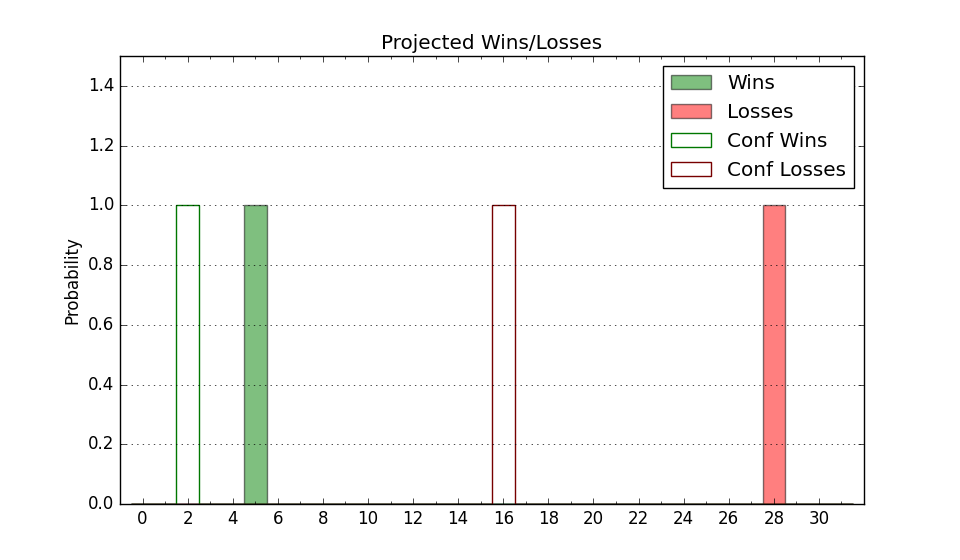 Projected Wins/Losses
1.4
1.2
1.0
0.8
0.6
0.4
0.2
0.0
Probability
Wins
Losses
Conf Wins
Conf Losses
0 2 4 6 8 10 12 14 16 18 20 22 24 26 28 30